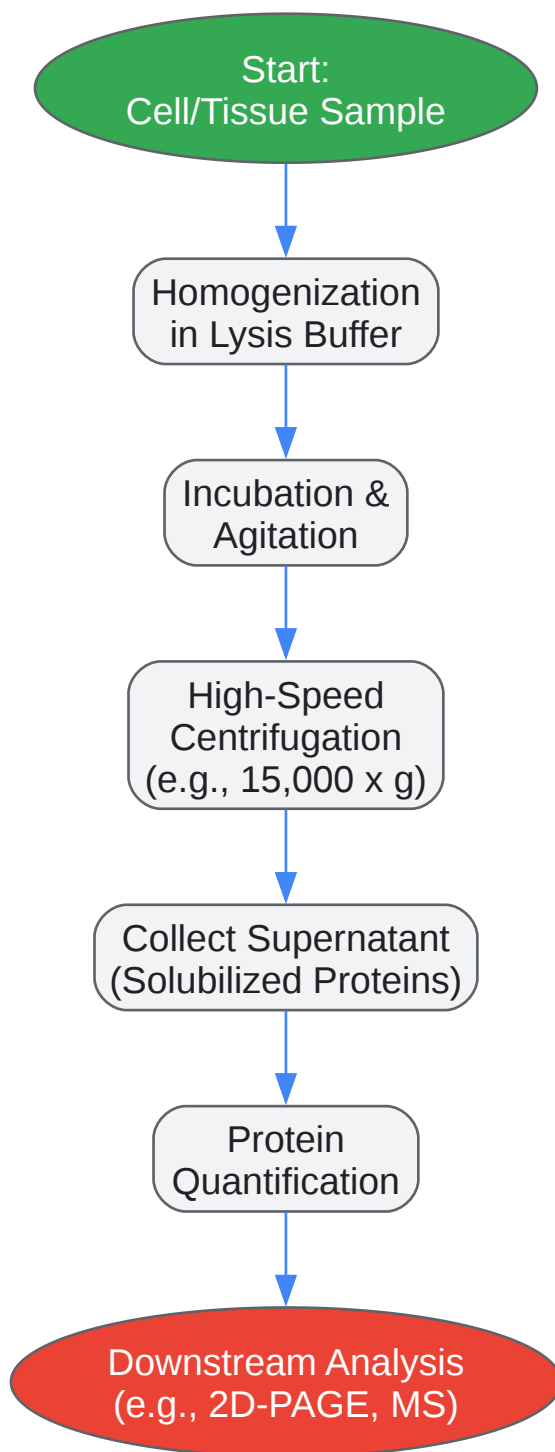 Start:
Cell/Tissue Sample
Homogenization
in Lysis Buffer
Incubation &
Agitation
High-Speed
Centrifugation
(e.g., 15,000 x g)
Collect Supernatant
(Solubilized Proteins)
Protein
Quantification
Downstream Analysis
(e.g., 2D-PAGE, MS)